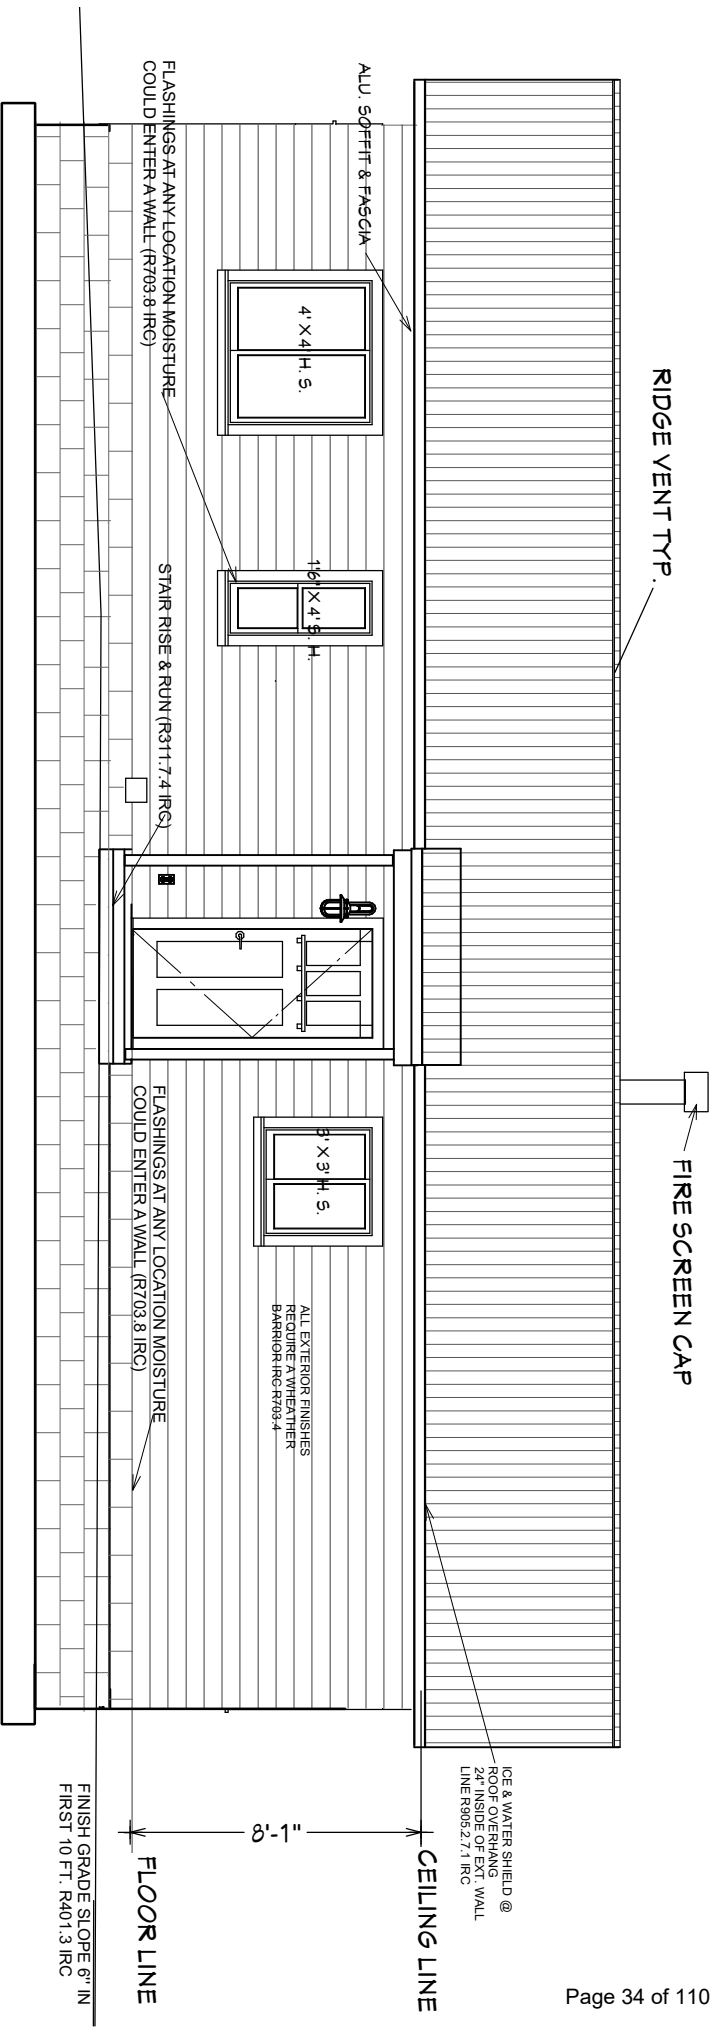 RIDGE VENT TYP.
FIRE SCREEN CAP
ICE & WATER SHIELD @
ROOF OVERHANG
24" INSIDE OF EXT. WALL
LINE R905.2.7.1 IRC
ALU. SOFFIT & FASCIA
CEILING LINE
4' X 4' H. S.
1'6" X 4' S. H.
3' X 3' H. S.
ALL EXTERIOR FINISHES
REQUIRE A WHEATHER
BARRIOR IRC R703.4
8'-1"
FLASHINGS AT ANY LOCATION MOISTURE
COULD ENTER A WALL (R703.8 IRC)
STAIR RISE & RUN (R311.7.4 IRC)
FLASHINGS AT ANY LOCATION MOISTURE
COULD ENTER A WALL (R703.8 IRC)
FLOOR LINE
FINISH GRADE SLOPE 6" IN
FIRST 10 FT. R401.3 IRC
Page 34 of 110